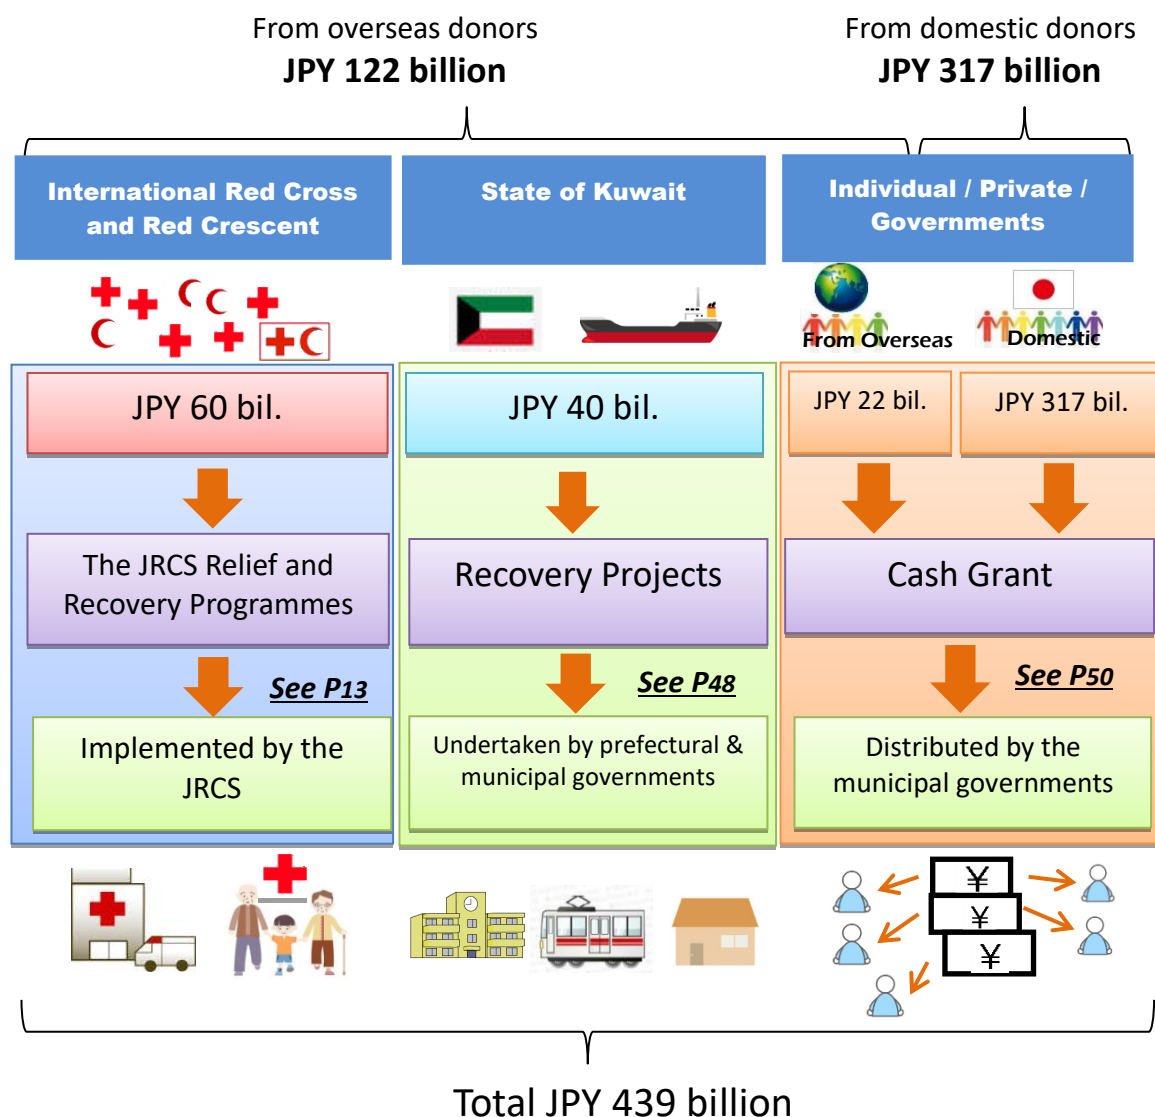 From overseas donors
JPY 122 billion
From domestic donors
JPY 317 billion
International Red Cross
and Red Crescent
State of Kuwait
Individual / Private /
Governments
From Overseas
Domestic
JPY 60 bil.
JPY 40 bil.
JPY 22 bil.
JPY 317 bil.
The JRCS Relief and
Recovery Programmes
Recovery Projects
Cash Grant
See P13
See P48
See P50
Implemented by the
JRCS
Undertaken by prefectural &
municipal governments
Distributed by the
municipal governments
¥
¥
¥
Total JPY 439 billion